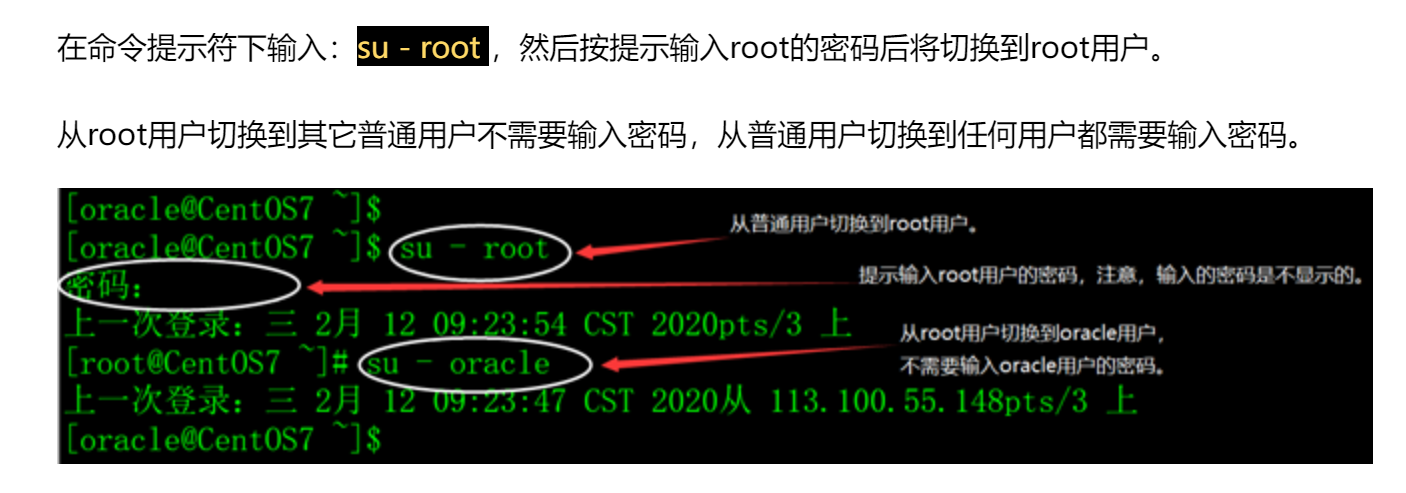 在命令提示符下输入：su - root，然后按提示输入root的密码后将切换到root用户。
从root用户切换到其它普通用户不需要输入密码，从普通用户切换到任何用户都需要输入密码。
[oracle@CentOS7 ~]$
从普通用户切换到root用户。
[oracle@CentOS7 ~]$ su - root
提示输入root用户的密码，注意，输入的密码是不显示的。
密码：
上一次登录：三 2月 12 09:23:54 CST 2020pts/3 上
从root用户切换到oracle用户，
[root@CentOS7 ~]# su - oracle
不需要输入oracle用户的密码。
上一次登录：三 2月 12 09:23:47 CST 2020从 113.100.55.148pts/3 上
[oracle@CentOS7 ~]$